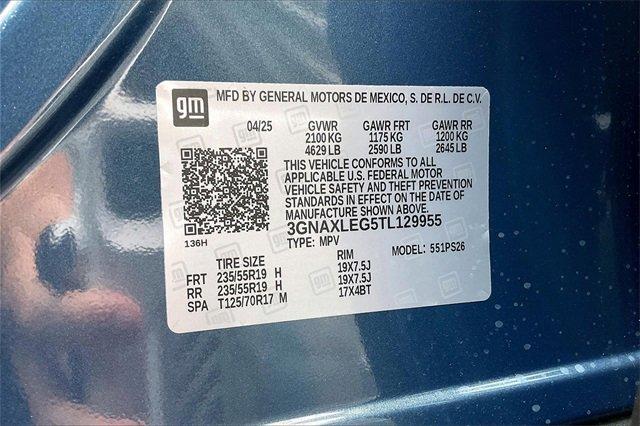 gm MFD BY GENERAL MOTORS DE MEXICO, S. DE R.L. DE C.V.
04/25 GVWR GAWR FRT GAWR RR
2100 KG 1175 KG 1200 KG
4629 LB 2590 LB 2645 LB
THIS VEHICLE CONFORMS TO ALL
APPLICABLE U.S. FEDERAL MOTOR
VEHICLE SAFETY AND THEFT PREVENTION
STANDARDS IN EFFECT ON THE DATE OF
MANUFACTURE SHOWN ABOVE.
3GNAXLEG5TL129955
136H TYPE: MPV MODEL: 551PS26
TIRE SIZE RIM
FRT 235/55R19 H 19X7.5J
RR 235/55R19 H 19X7.5J
SPA T125/70R17 M 17X4BT